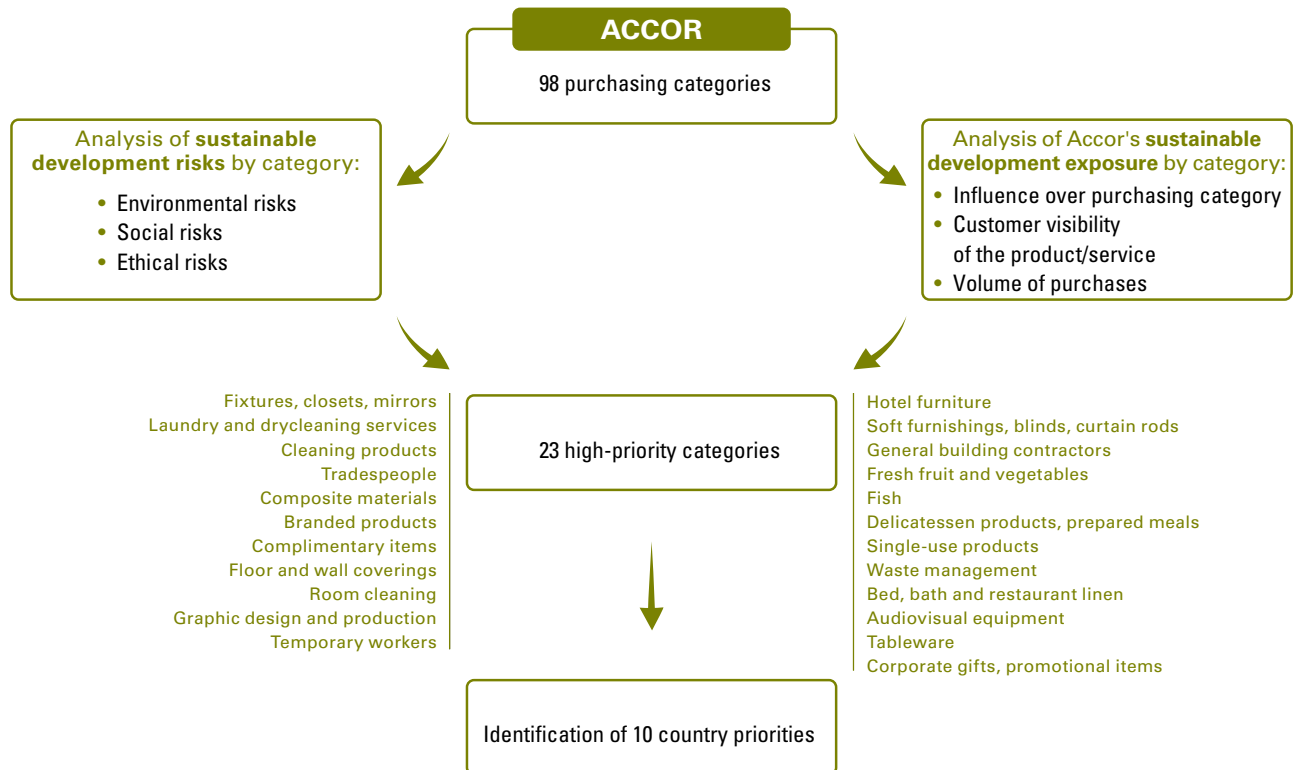 ACCOR
98 purchasing categories
Analysis of sustainable
development risks by category:
• Environmental risks
• Social risks
• Ethical risks
Analysis of Accor's sustainable
development exposure by category:
• Influence over purchasing category
• Customer visibility
of the product/service
• Volume of purchases
Fixtures, closets, mirrors
Laundry and drycleaning services
Cleaning products
Tradespeople
Composite materials
Branded products
Complimentary items
Floor and wall coverings
Room cleaning
Graphic design and production
Temporary workers
23 high-priority categories
Hotel furniture
Soft furnishings, blinds, curtain rods
General building contractors
Fresh fruit and vegetables
Fish
Delicatessen products, prepared meals
Single-use products
Waste management
Bed, bath and restaurant linen
Audiovisual equipment
Tableware
Corporate gifts, promotional items
Identification of 10 country priorities